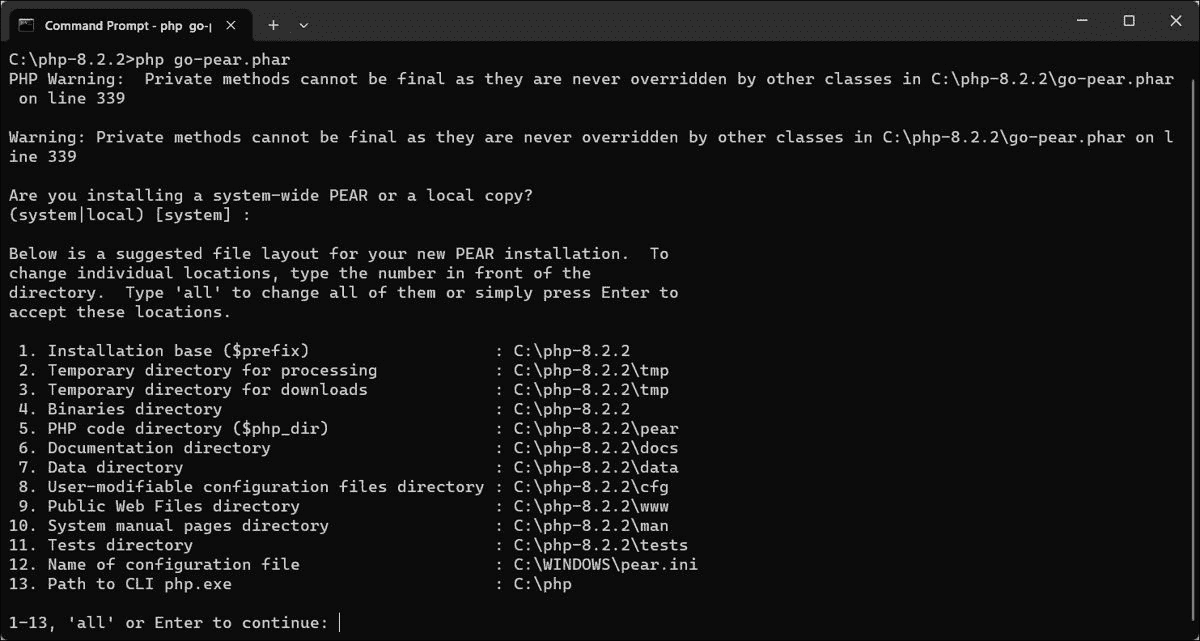 Command Prompt - php  go-p
C:\php-8.2.2>php go-pear.phar
PHP Warning:  Private methods cannot be final as they are never overridden by other classes in C:\php-8.2.2\go-pear.phar
 on line 339
Warning: Private methods cannot be final as they are never overridden by other classes in C:\php-8.2.2\go-pear.phar on l
ine 339
Are you installing a system-wide PEAR or a local copy?
(system|local) [system] :
Below is a suggested file layout for your new PEAR installation.  To
change individual locations, type the number in front of the
directory.  Type 'all' to change all of them or simply press Enter to
accept these locations.
 1. Installation base ($prefix)                   : C:\php-8.2.2
 2. Temporary directory for processing            : C:\php-8.2.2\tmp
 3. Temporary directory for downloads             : C:\php-8.2.2\tmp
 4. Binaries directory                            : C:\php-8.2.2
 5. PHP code directory ($php_dir)                 : C:\php-8.2.2\pear
 6. Documentation directory                       : C:\php-8.2.2\docs
 7. Data directory                                : C:\php-8.2.2\data
 8. User-modifiable configuration files directory : C:\php-8.2.2\cfg
 9. Public Web Files directory                    : C:\php-8.2.2\www
10. System manual pages directory                 : C:\php-8.2.2\man
11. Tests directory                               : C:\php-8.2.2\tests
12. Name of configuration file                    : C:\WINDOWS\pear.ini
13. Path to CLI php.exe                           : C:\php
1-13, 'all' or Enter to continue: